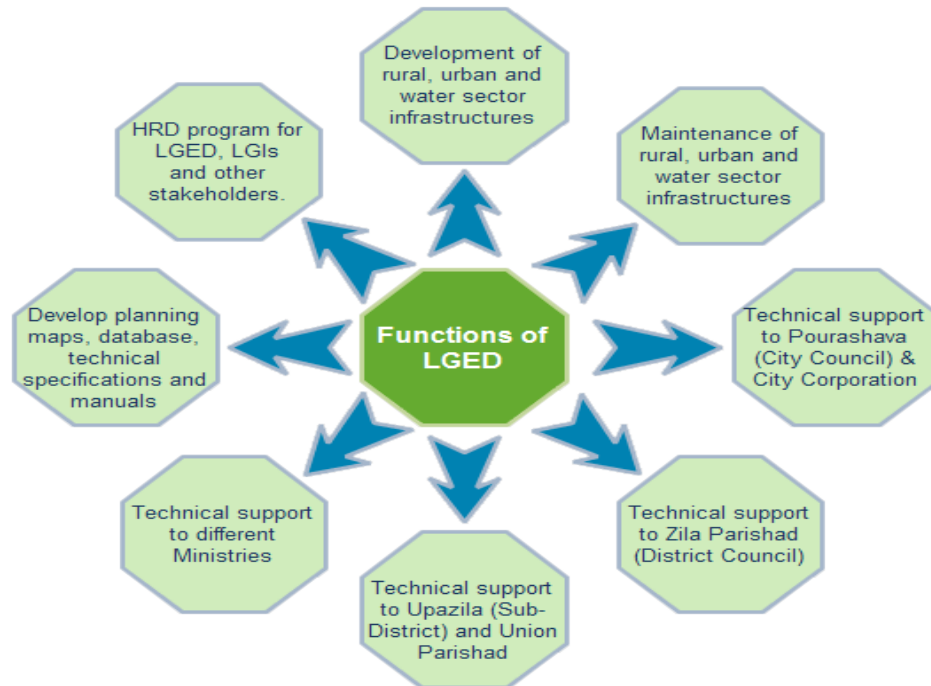 Development of
rural, urban and
water sector
infrastructures
Maintenance of
rural, urban and
water sector
infrastructures
Technical support
to Pourashava
(City Council) &
City Corporation
Technical support
to Zila Parishad
(District Council)
Technical support
to Upazila (Sub-
District) and Union
Parishad
Technical support
to different
Ministries
Develop planning
maps, database,
technical
specifications and
manuals
HRD program for
LGED, LGIs
and other
stakeholders.
Functions of
LGED